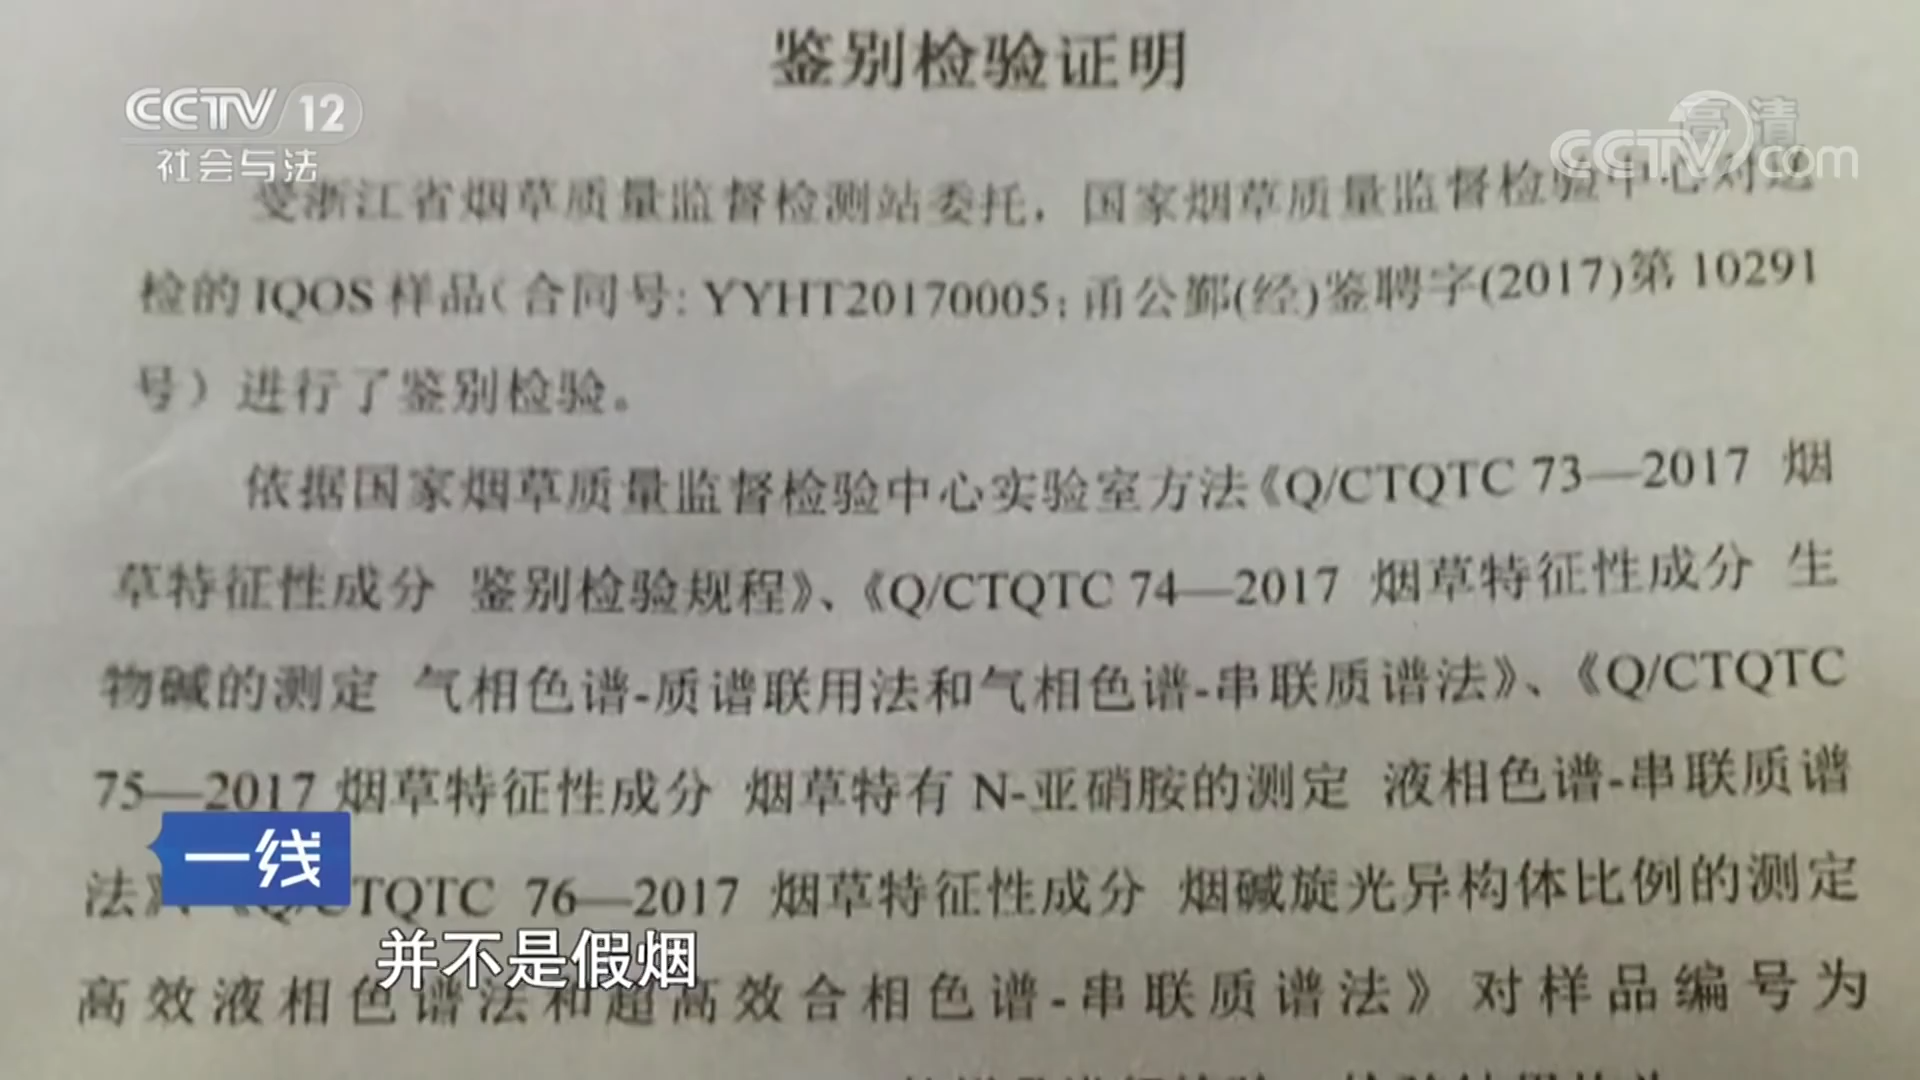 鉴别检验证明
CCTV 12
社会与法
高清
CCTV com
受浙江省烟草质量监督检测站委托，国家烟草质量监督检验中心对送
检的 IQOS 样品（合同号: YYHT20170005; 甬公鄞(经)鉴聘字(2017)第 10291
号）进行了鉴别检验。
依据国家烟草质量监督检验中心实验室方法《Q/CTQTC 73—2017 烟
草特征性成分 鉴别检验规程》、《Q/CTQTC 74—2017 烟草特征性成分 生
物碱的测定 气相色谱-质谱联用法和气相色谱-串联质谱法》、《Q/CTQTC
75—2017 烟草特征性成分 烟草特有 N-亚硝胺的测定 液相色谱-串联质谱
法》、《Q/CTQTC 76—2017 烟草特征性成分 烟碱旋光异构体比例的测定
一线
并不是假烟
高效液相色谱法和超高效合相色谱-串联质谱法》对样品编号为